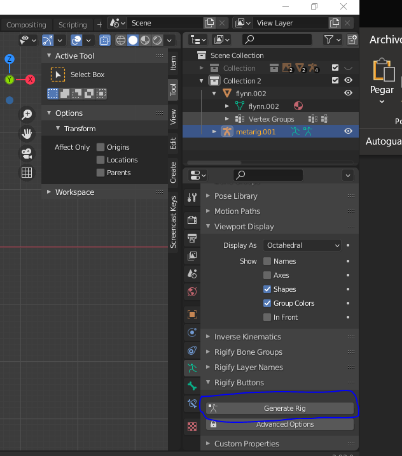 Compositing
Scripting
+
Scene
View Layer
Active Tool
Select Box
Options
Transform
Affect Only
Origins
Locations
Parents
Workspace
Item
Tool
View
Edit
Create
Screencast Keys
Scene Collection
Collection
2
2
4
Collection 2
flynn.002
flynn.002
Vertex Groups
metarig.001
Pose Library
Motion Paths
Viewport Display
Display As
Octahedral
Show
Names
Axes
Shapes
Group Colors
In Front
Inverse Kinematics
Rigify Bone Groups
Rigify Layer Names
Rigify Buttons
Generate Rig
Advanced Options
Custom Properties
Archivo
Pegar
Autogua